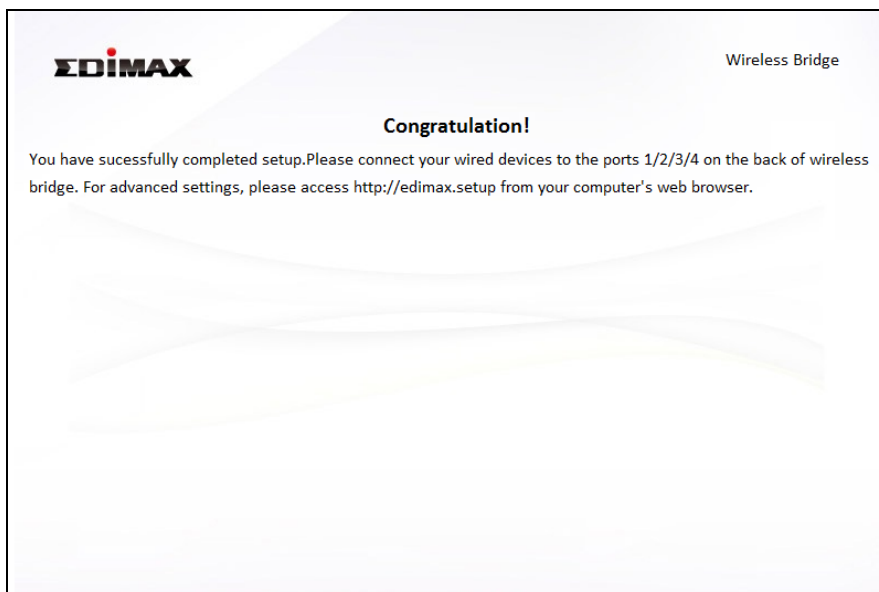 EDiMAX
Wireless Bridge
Congratulation!
You have sucessfully completed setup.Please connect your wired devices to the ports 1/2/3/4 on the back of wireless
bridge. For advanced settings, please access http://edimax.setup from your computer's web browser.